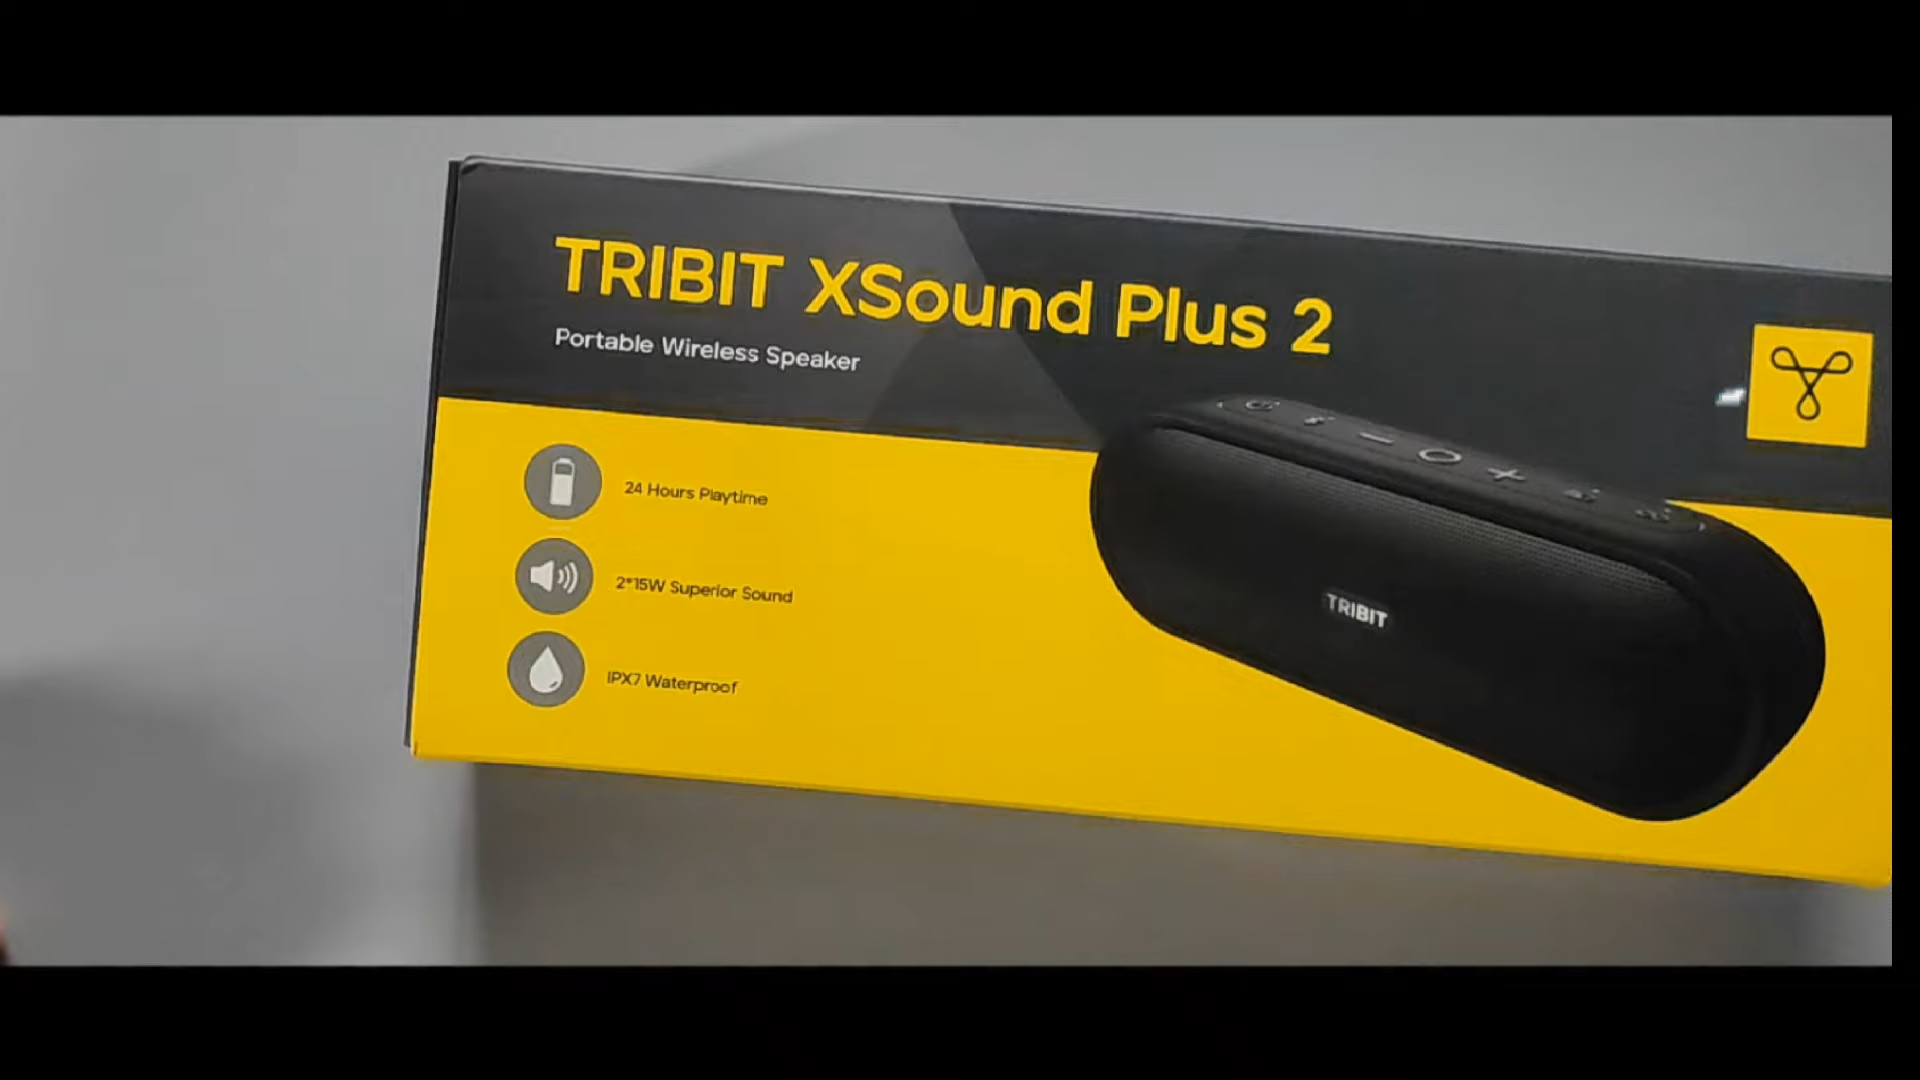 TRIBIT XSound Plus 2
Portable Wireless Speaker
24 Hours Playtime
2*15W Superior Sound
IPX7 Waterproof
TRIBIT